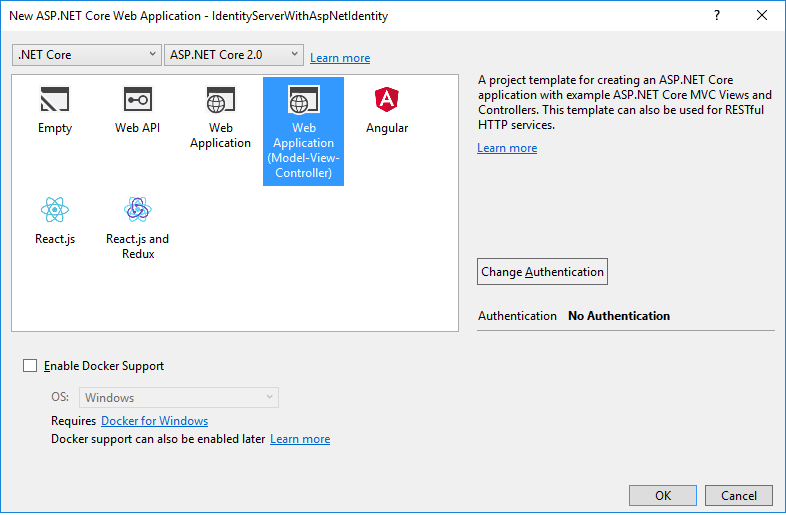 New ASP.NET Core Web Application - IdentityServerWithAspNetIdentity
.NET Core
ASP.NET Core 2.0
Learn more
Empty
Web API
Web
Application
Web
Application
(Model-View-
Controller)
Angular
React.js
React.js and
Redux
A project template for creating an ASP.NET Core
application with example ASP.NET Core MVC Views and
Controllers. This template can also be used for RESTful
HTTP services.
Learn more
Change Authentication
Authentication No Authentication
Enable Docker Support
OS: Windows
Requires Docker for Windows
Docker support can also be enabled later Learn more
OK
Cancel